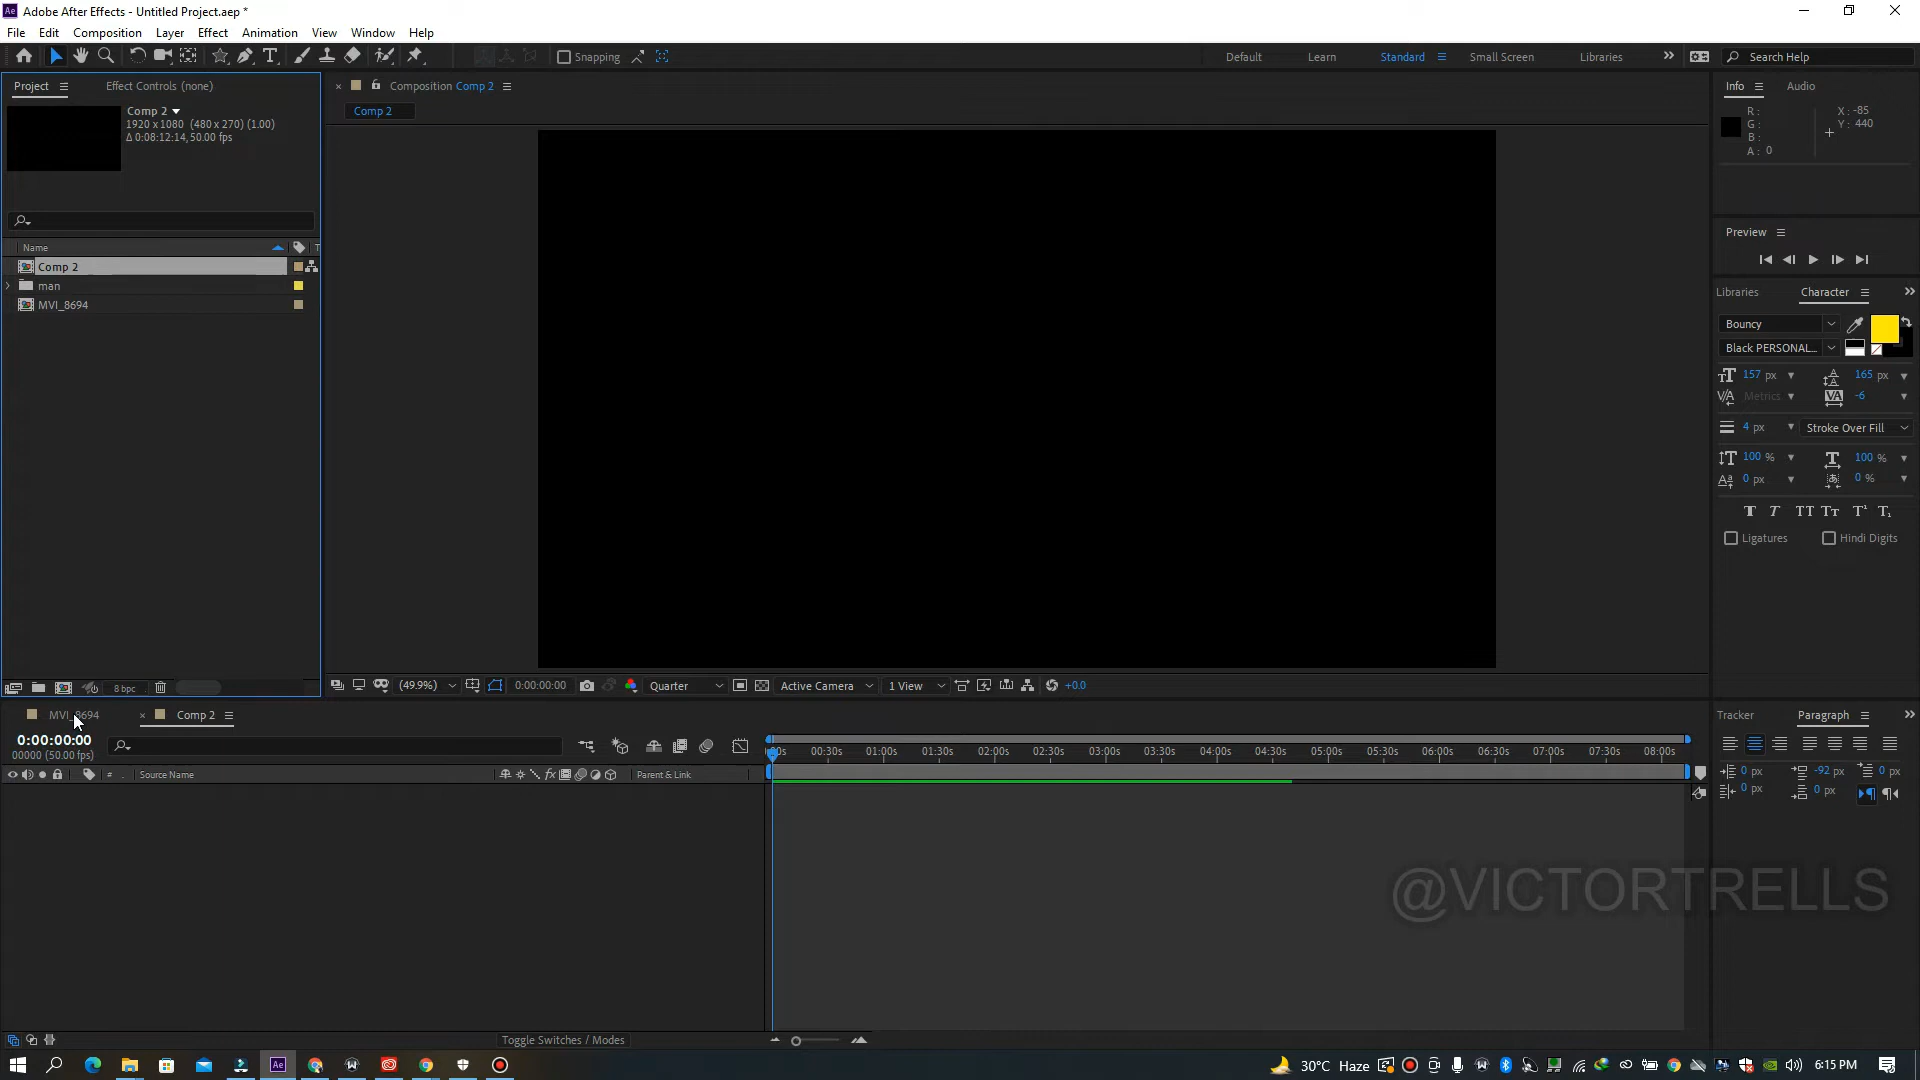 Adobe After Effects - Untitled Project.aep *
File Edit Composition Layer Effect Animation View Window Help
Snapping
Default Learn Standard Small Screen Libraries
Search Help
Project
Effect Controls (none)
Comp 2
1920 x 1080 (480 x 270) (1.00)
Δ 0:08:12:14, 50.00 fps
Name
Comp 2
man
MVI_8694
8 bpc
Composition Comp 2
Comp 2
(49.9%)
0:00:00:00
Quarter
Active Camera
1 View
+0.0
Info
Audio
R :
G :
B :
A : 0
X : -85
Y : 440
Preview
Libraries
Character
Bouncy
Black PERSONAL...
157 px
165 px
Metrics
-6
4 px
Stroke Over Fill
100 %
100 %
0 px
0 %
Ligatures
Hindi Digits
MVI_8694
Comp 2
0:00:00:00
00000 (50.00 fps)
# . Source Name
Parent & Link
00s 00:30s 01:00s 01:30s 02:00s 02:30s 03:00s 03:30s 04:00s 04:30s 05:00s 05:30s 06:00s 06:30s 07:00s 07:30s 08:00s
Toggle Switches / Modes
Tracker
Paragraph
0 px
-92 px
0 px
0 px
0 px
@VICTORTRELLS
30°C Haze
6:15 PM